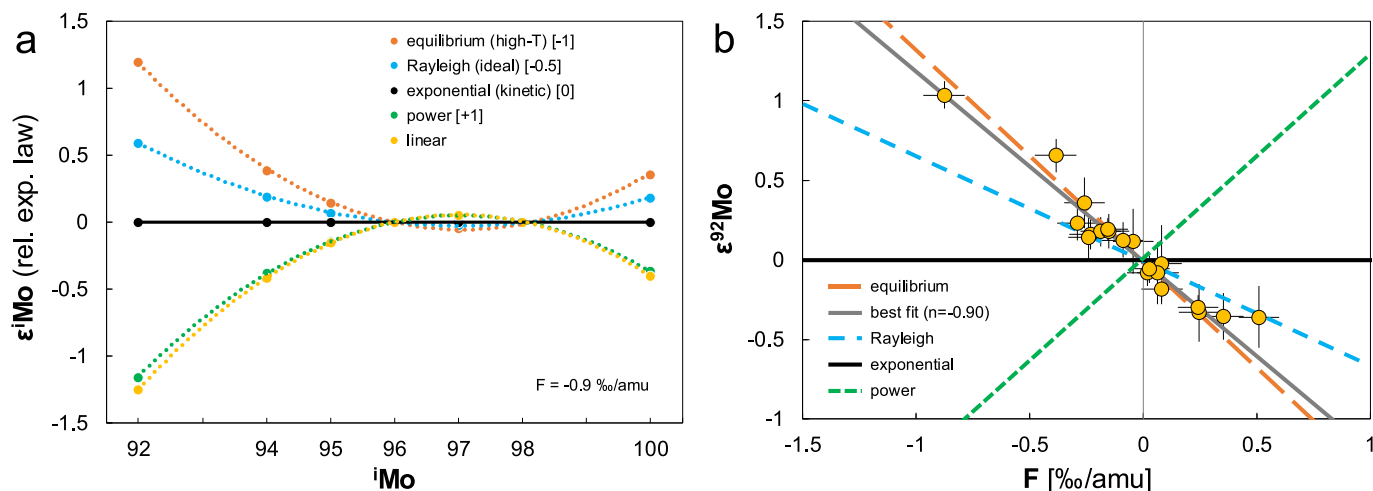 a
equilibrium (high-T) [-1]
Rayleigh (ideal) [-0.5]
exponential (kinetic) [0]
power [+1]
linear
εⁱMo (rel. exp. law)
1.5
1
0.5
0
-0.5
-1
-1.5
F = -0.9 ‰/amu
92 94 95 96 97 98 100
ⁱMo
b
ε⁹²Mo
1.5
1
0.5
0
-0.5
-1
equilibrium
best fit (n=-0.90)
Rayleigh
exponential
power
-1.5 -1 -0.5 0 0.5 1
F [‰/amu]